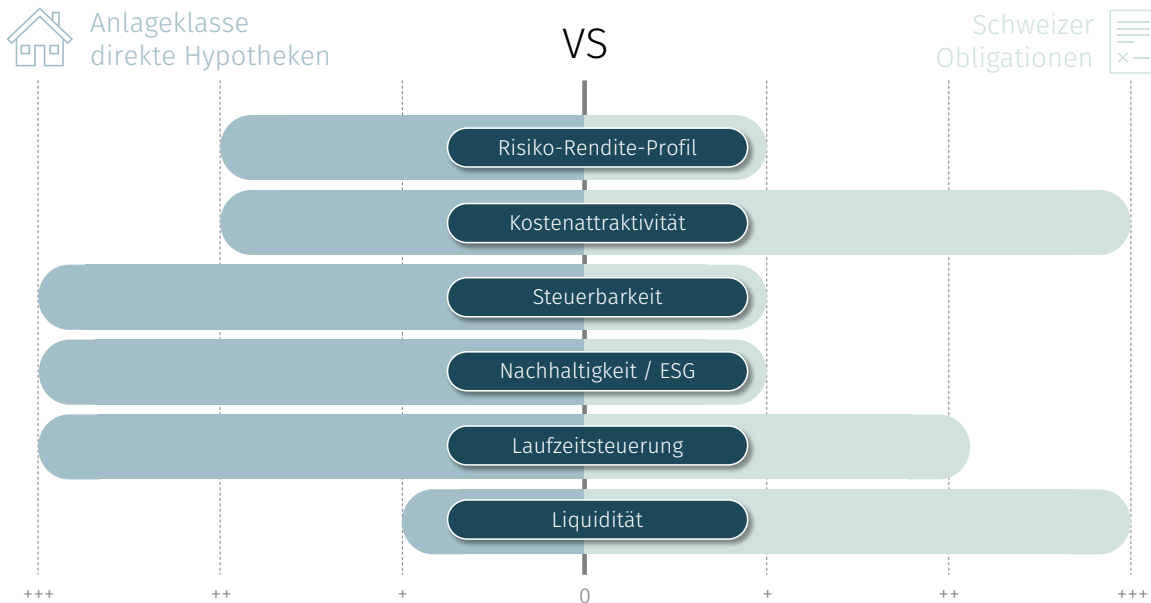 Anlageklasse
direkte Hypotheken
VS
Schweizer
Obligationen
Risiko-Rendite-Profil
Kostenattraktivität
Steuerbarkeit
Nachhaltigkeit / ESG
Laufzeitsteuerung
Liquidität
+++ ++ + 0 + ++ +++